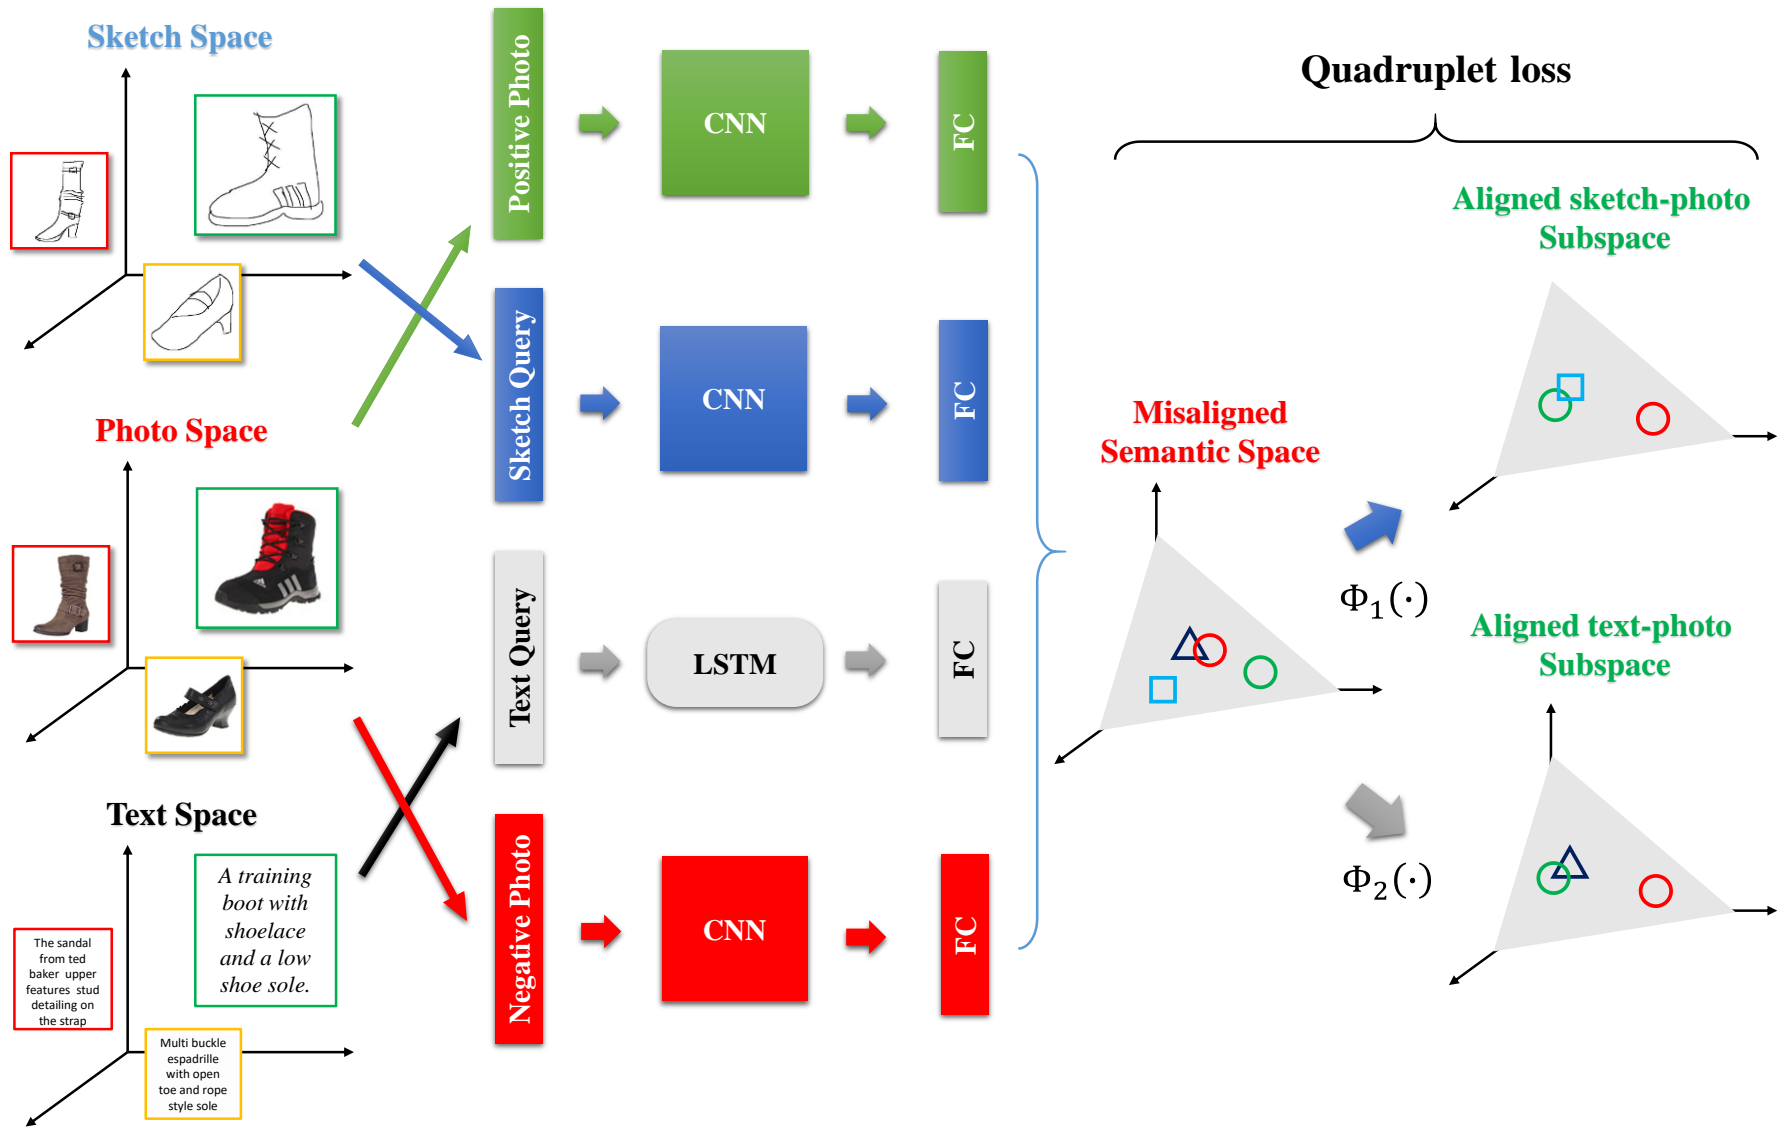 Sketch Space
Photo Space
Text Space
The sandal
from ted
baker upper
features stud
detailing on
the strap
A training
boot with
shoelace
and a low
shoe sole.
Multi buckle
espadrille
with open
toe and rope
style sole
Positive Photo
CNN
FC
Sketch Query
CNN
FC
Text Query
LSTM
FC
Negative Photo
CNN
FC
Quadruplet loss
Misaligned
Semantic Space
Φ₁(·)
Φ₂(·)
Aligned sketch-photo
Subspace
Aligned text-photo
Subspace
adidas